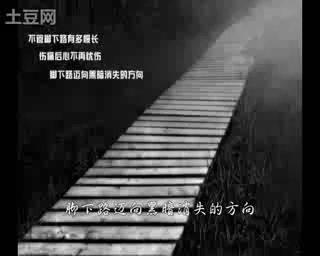 土豆网
不管脚下路有多慢长
伤痛后心不再忧伤
脚下路迈向黑暗消失的方向
脚下路迈向黑暗消失的方向